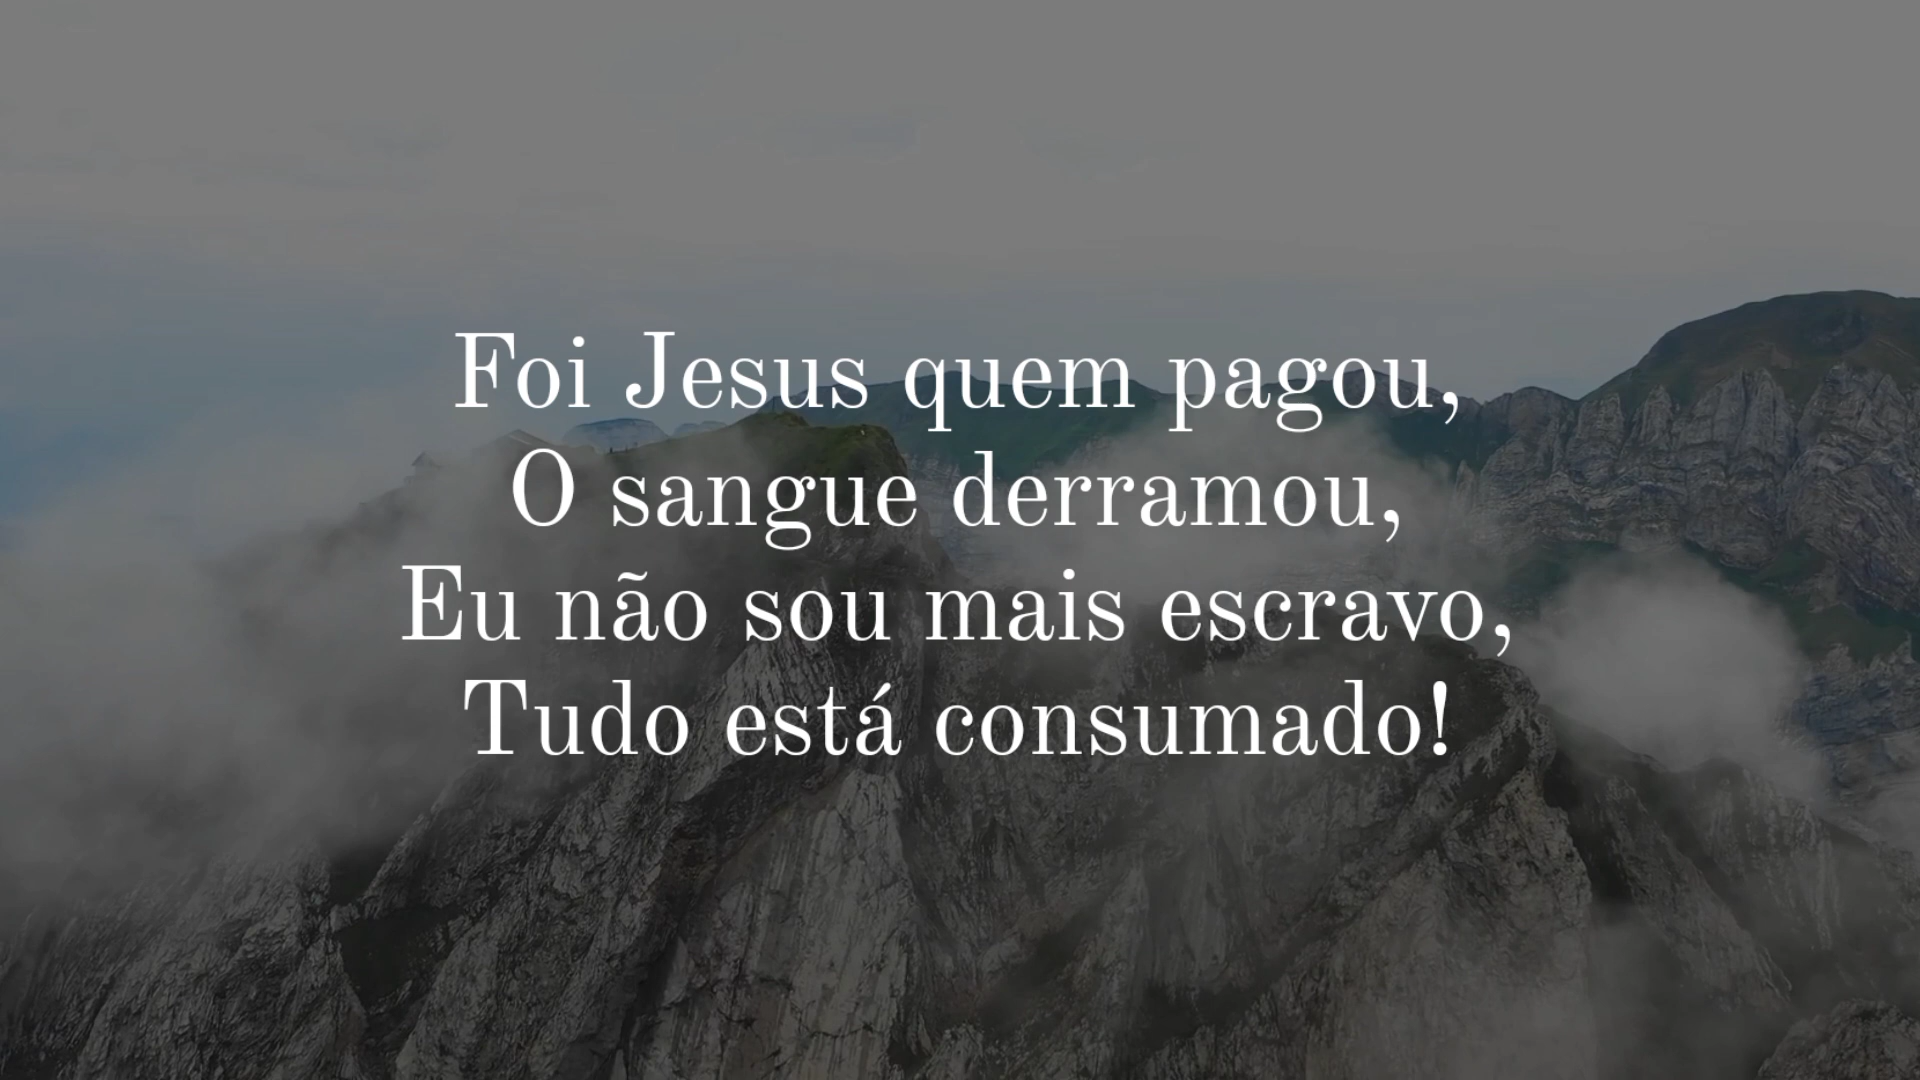 Foi Jesus quem pagou,
O sangue derramou,
Eu não sou mais escravo,
Tudo está consumado!